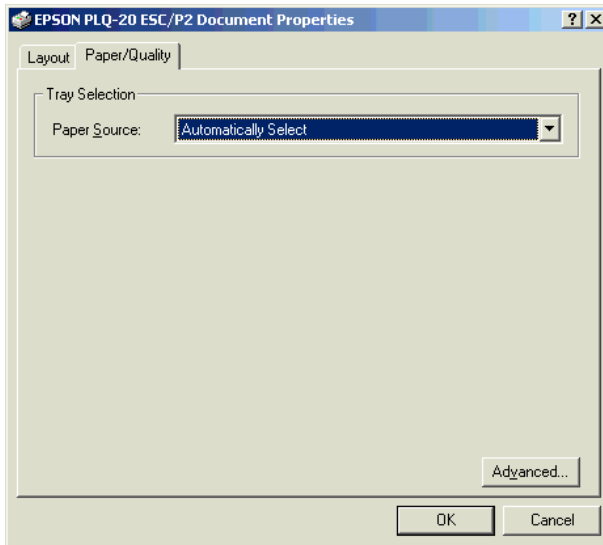 EPSON PLQ-20 ESC/P2 Document Properties
Layout Paper/Quality
Tray Selection
Paper Source: Automatically Select
Advanced...
OK Cancel